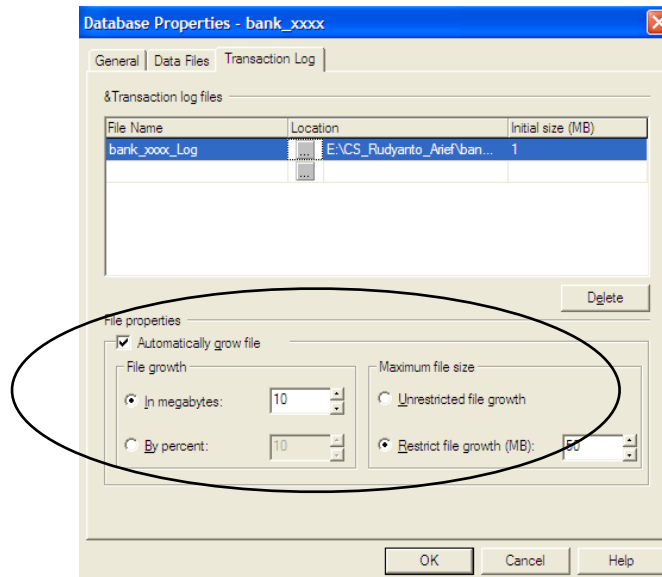 Database Properties - bank_xxxx
General Data Files Transaction Log
&Transaction log files
File Name Location Initial size (MB)
bank_xxxx_Log ... E:\CS_Rudyanto_Arief\ban... 1
...
Delete
File properties
Automatically grow file
File growth Maximum file size
In megabytes: 10 Unrestricted file growth
By percent: 10 Restrict file growth (MB): 50
OK Cancel Help